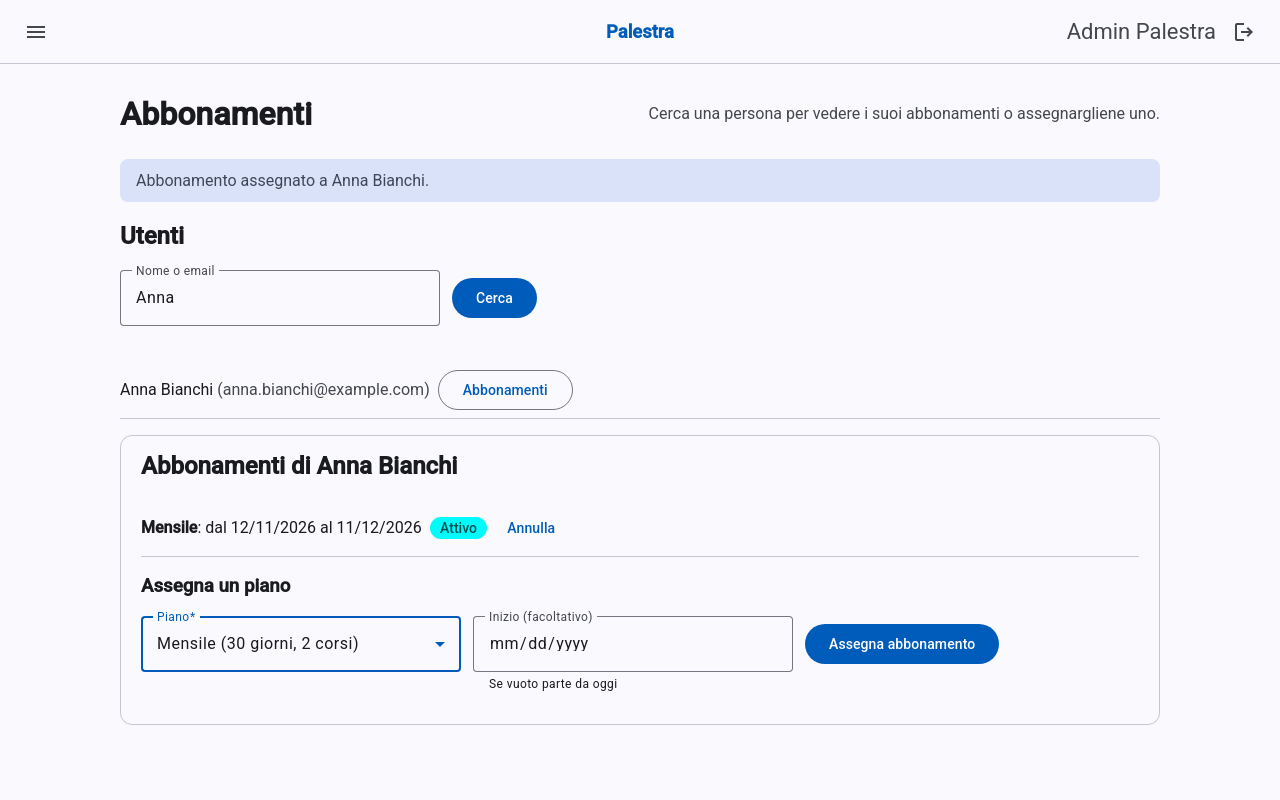 Palestra
Admin Palestra
Abbonamenti
Cerca una persona per vedere i suoi abbonamenti o assegnargliene uno.
Abbonamento assegnato a Anna Bianchi.
Utenti
Nome o email
Anna
Cerca
Anna Bianchi (anna.bianchi@example.com)
Abbonamenti
Abbonamenti di Anna Bianchi
Mensile: dal 12/11/2026 al 11/12/2026
Attivo
Annulla
Assegna un piano
Piano*
Mensile (30 giorni, 2 corsi)
Inizio (facoltativo)
mm/dd/yyyy
Se vuoto parte da oggi
Assegna abbonamento